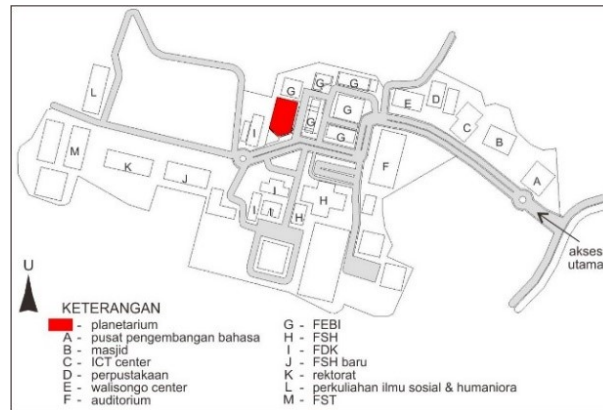 L
G
G
G
G
G
G
I
E
D
C
B
A
M
K
J
F
I
I
I
H
H
akses
utama
U
KETERANGAN
- planetarium
A - pusat pengembangan bahasa
B - masjid
C - ICT center
D - perpustakaan
E - walisongo center
F - auditorium
G - FEBI
H - FSH
I - FDK
J - FSH baru
K - rektorat
L - perkuliahan ilmu sosial & humaniora
M - FST